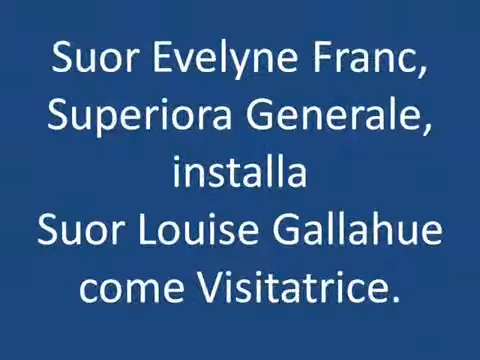 Suor Evelyne Franc,
Superiora Generale,
installa
Suor Louise Gallahue
come Visitatrice.